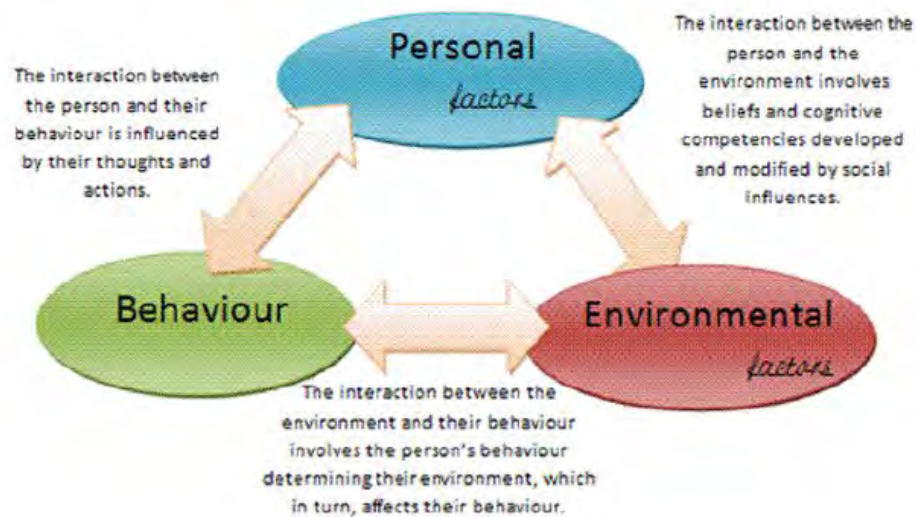 Personal
factors
The interaction between
the person and their
behaviour is influenced
by their thoughts and
actions.
The interaction between the
person and the
environment involves
beliefs and cognitive
competencies developed
and modified by social
influences.
Behaviour
Environmental
factors
The interaction between the
environment and their behaviour
involves the person's behaviour
determining their environment, which
in turn, affects their behaviour.